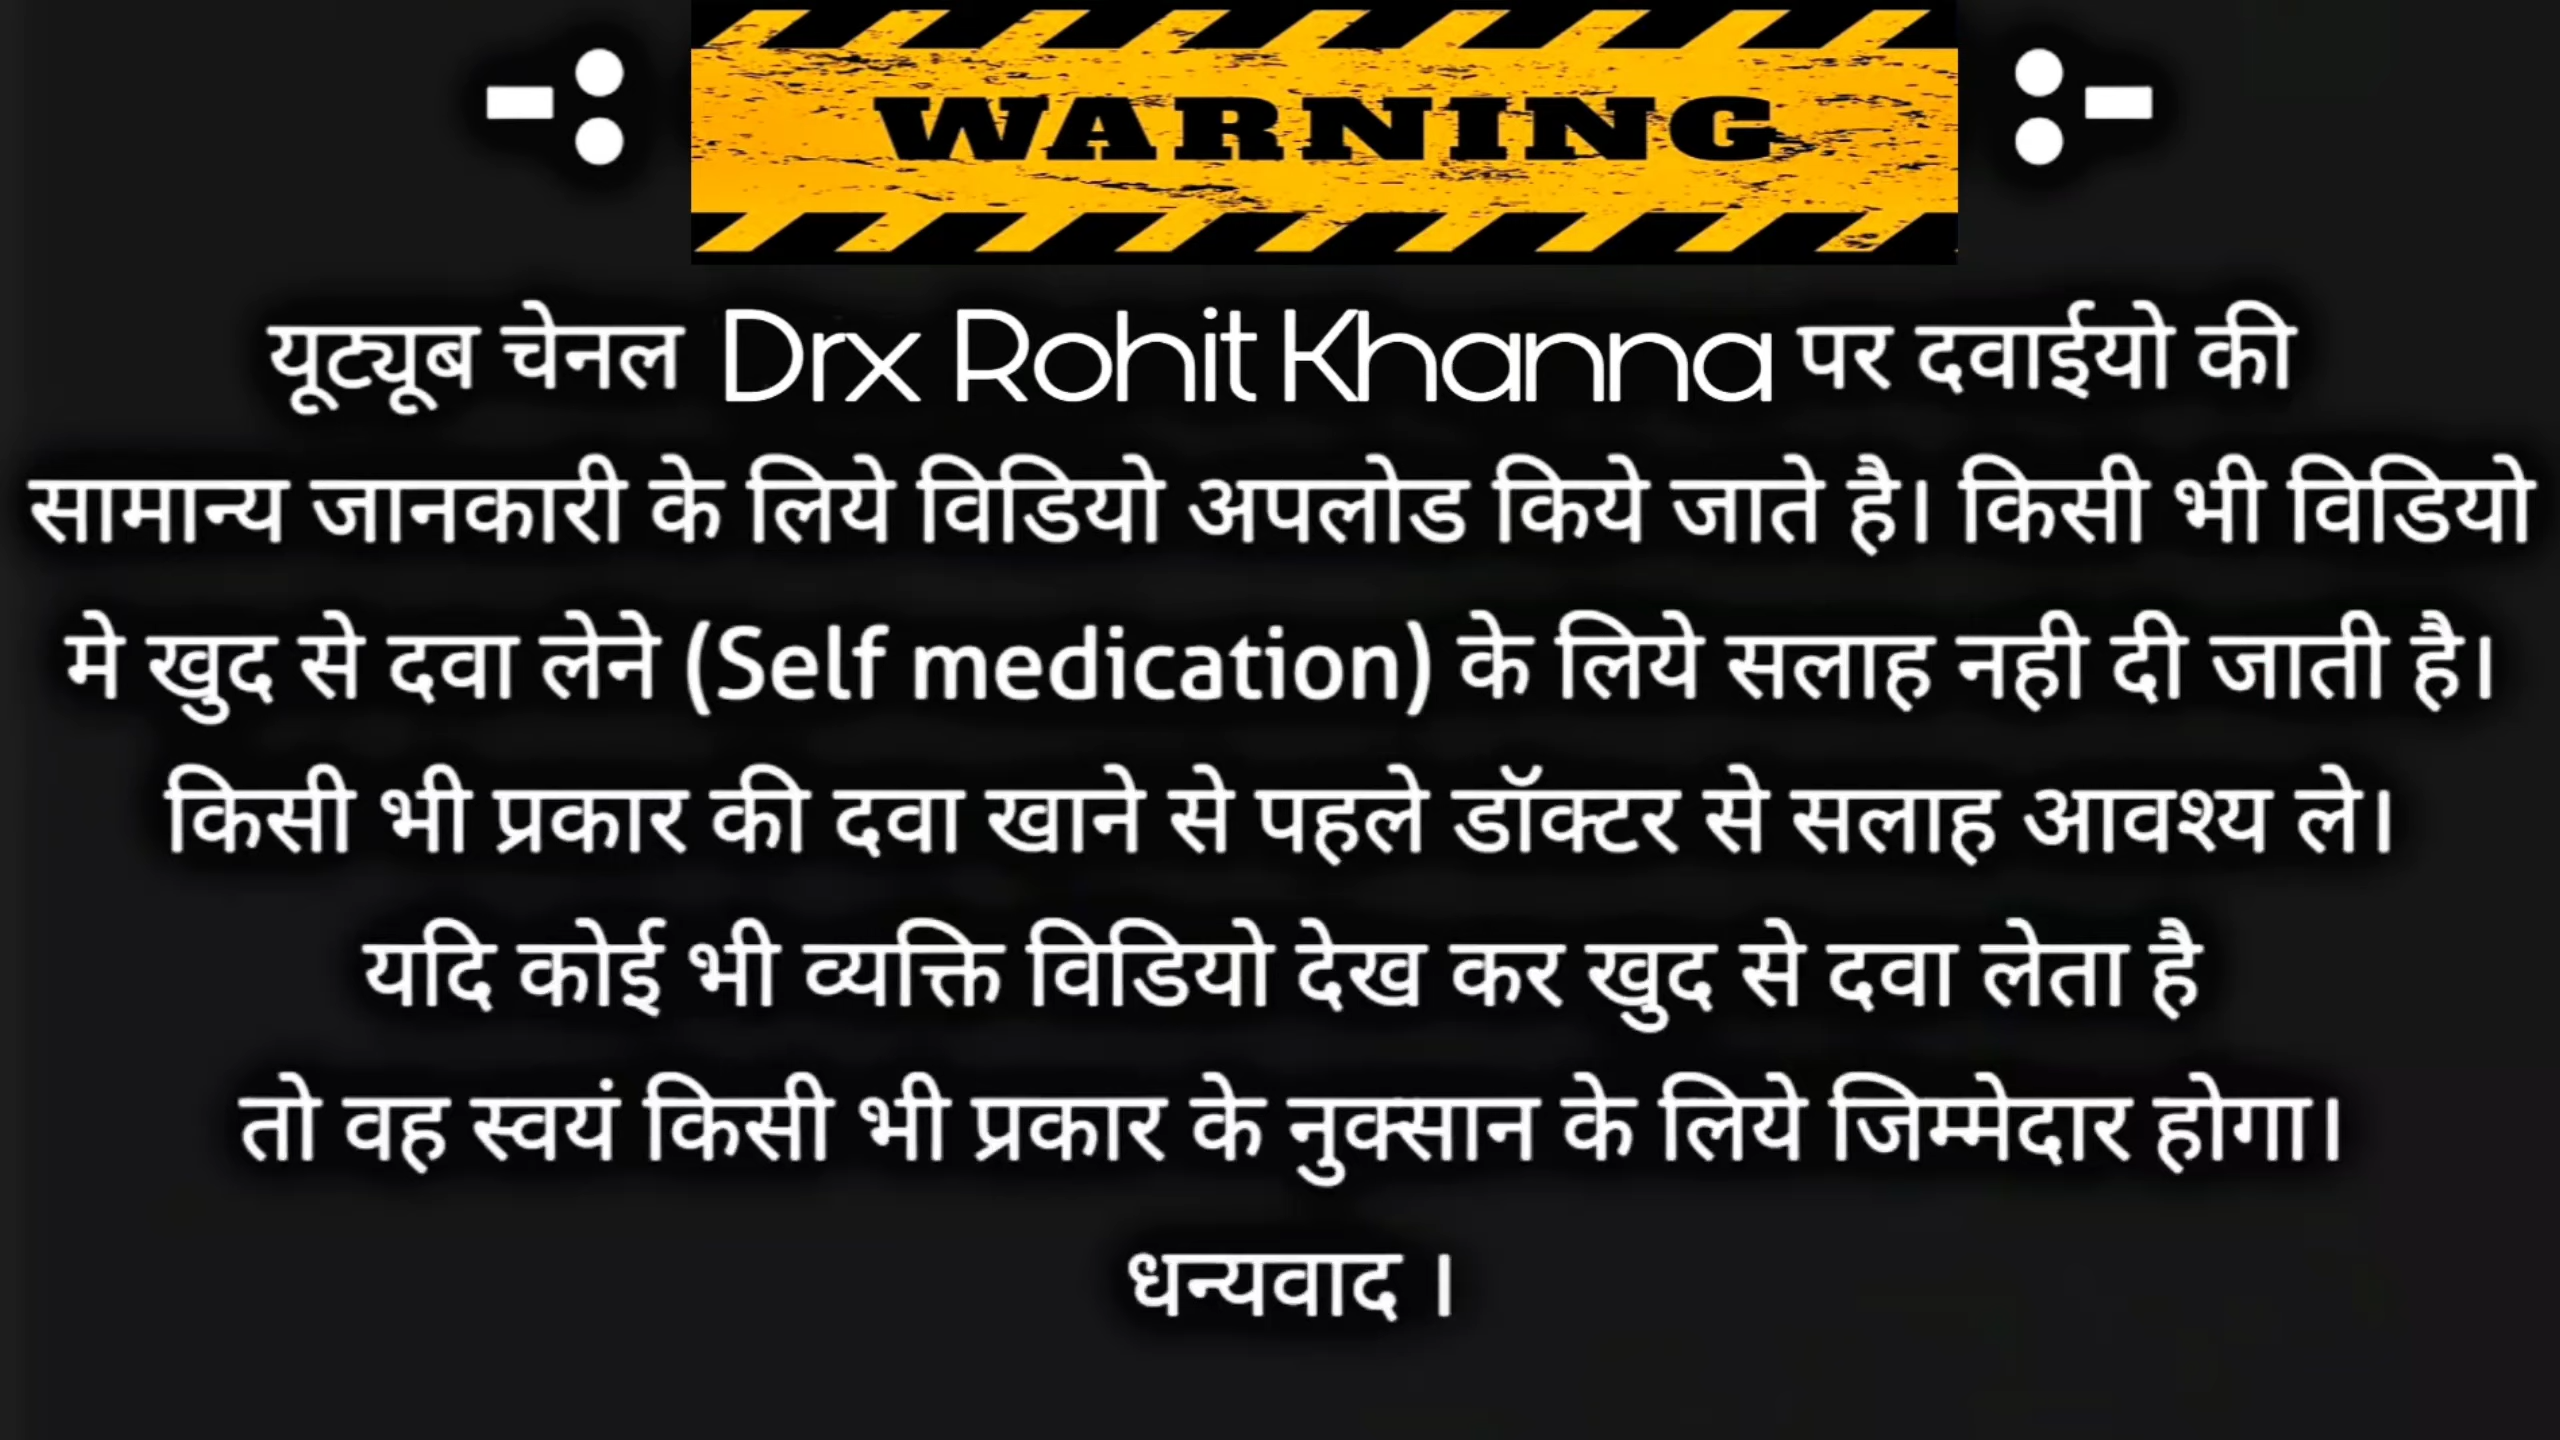 -: WARNING :-
यूट्यूब चेनल Drx Rohit Khanna पर दवाईयो की
सामान्य जानकारी के लिये विडियो अपलोड किये जाते है। किसी भी विडियो
मे खुद से दवा लेने (Self medication) के लिये सलाह नही दी जाती है।
किसी भी प्रकार की दवा खाने से पहले डॉक्टर से सलाह आवश्य ले।
यदि कोई भी व्यक्ति विडियो देख कर खुद से दवा लेता है
तो वह स्वयं किसी भी प्रकार के नुक्सान के लिये जिम्मेदार होगा।
धन्यवाद ।